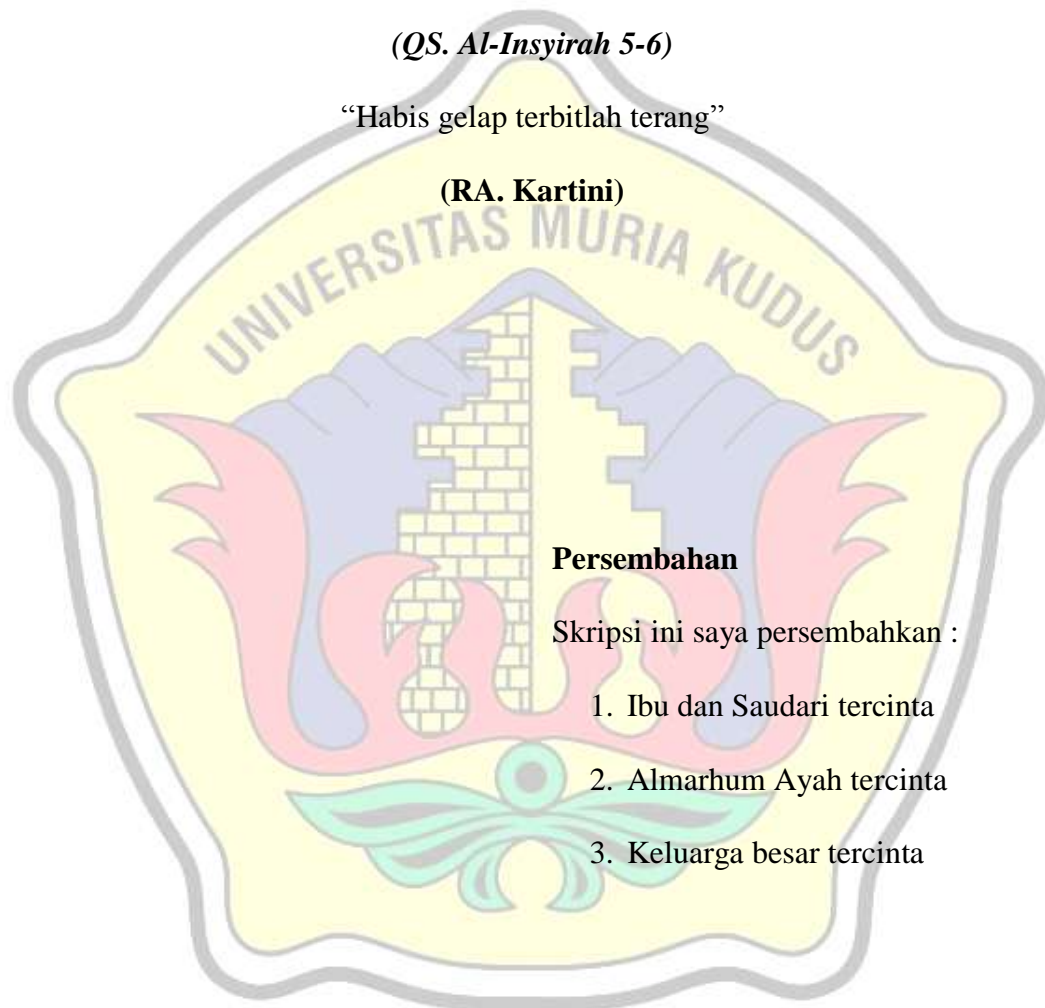 (QS. Al-Insyirah 5-6)
“Habis gelap terbitlah terang”
(RA. Kartini)
UNIVERSITAS MURIA KUDUS
Persembahan
Skripsi ini saya persembahkan :
1. Ibu dan Saudari tercinta
2. Almarhum Ayah tercinta
3. Keluarga besar tercinta